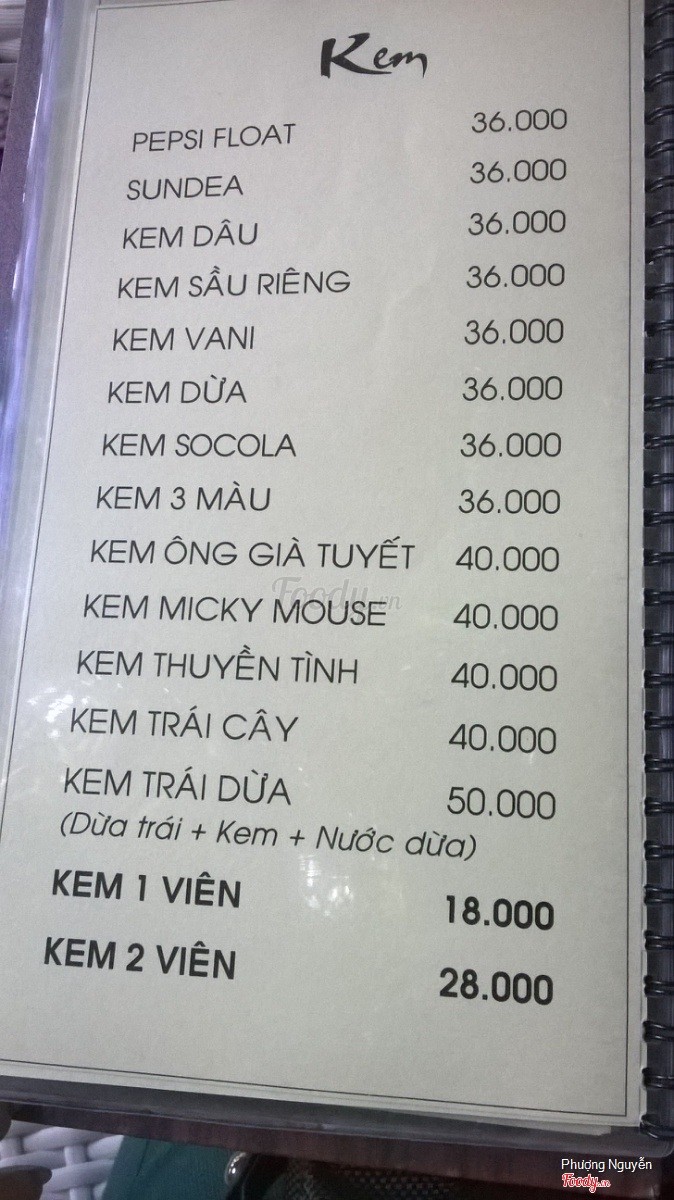 Kem
PEPSI FLOAT 36.000
SUNDEA 36.000
KEM DÂU 36.000
KEM SẦU RIÊNG 36.000
KEM VANI 36.000
KEM DỪA 36.000
KEM SOCOLA 36.000
KEM 3 MÀU 36.000
KEM ÔNG GIÀ TUYẾT 40.000
Foody.vn
KEM MICKY MOUSE 40.000
KEM THUYỀN TÌNH 40.000
KEM TRÁI CÂY 40.000
KEM TRÁI DỪA 50.000
(Dừa trái + Kem + Nước dừa)
KEM 1 VIÊN 18.000
KEM 2 VIÊN 28.000
Phượng Nguyễn
Foody.vn